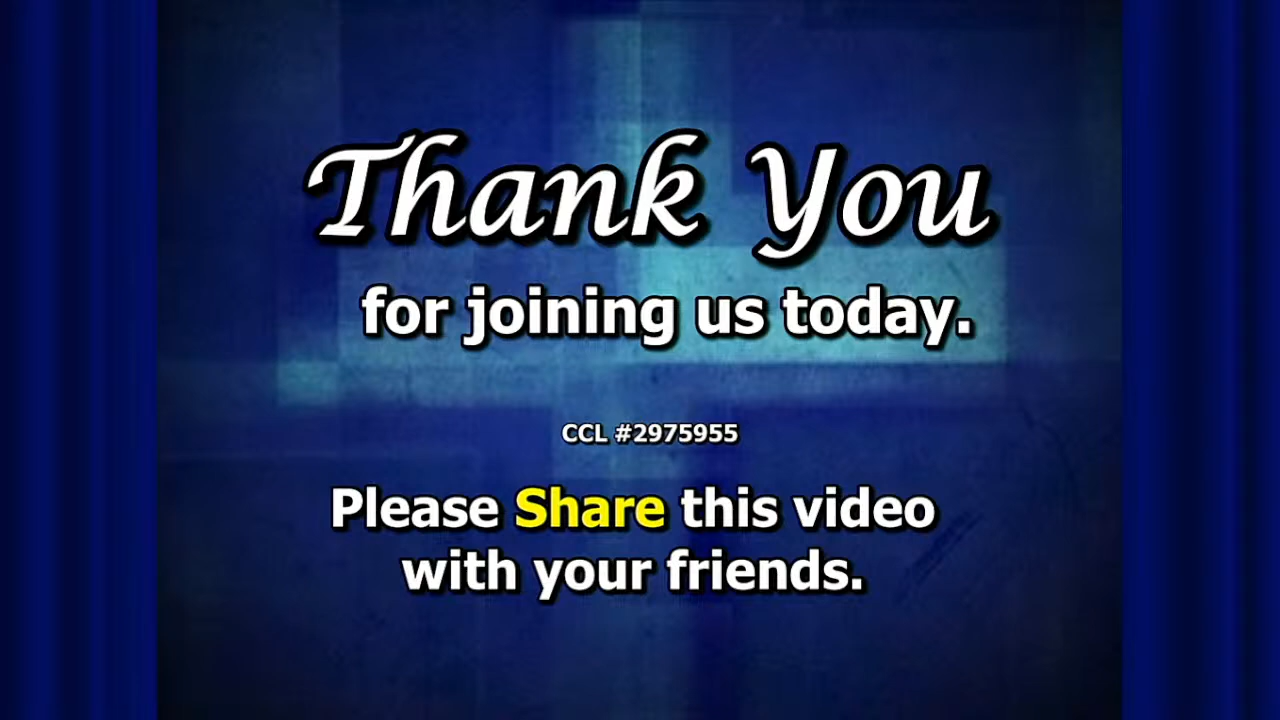 Thank You
for joining us today.
CCL #2975955
Please Share this video
with your friends.